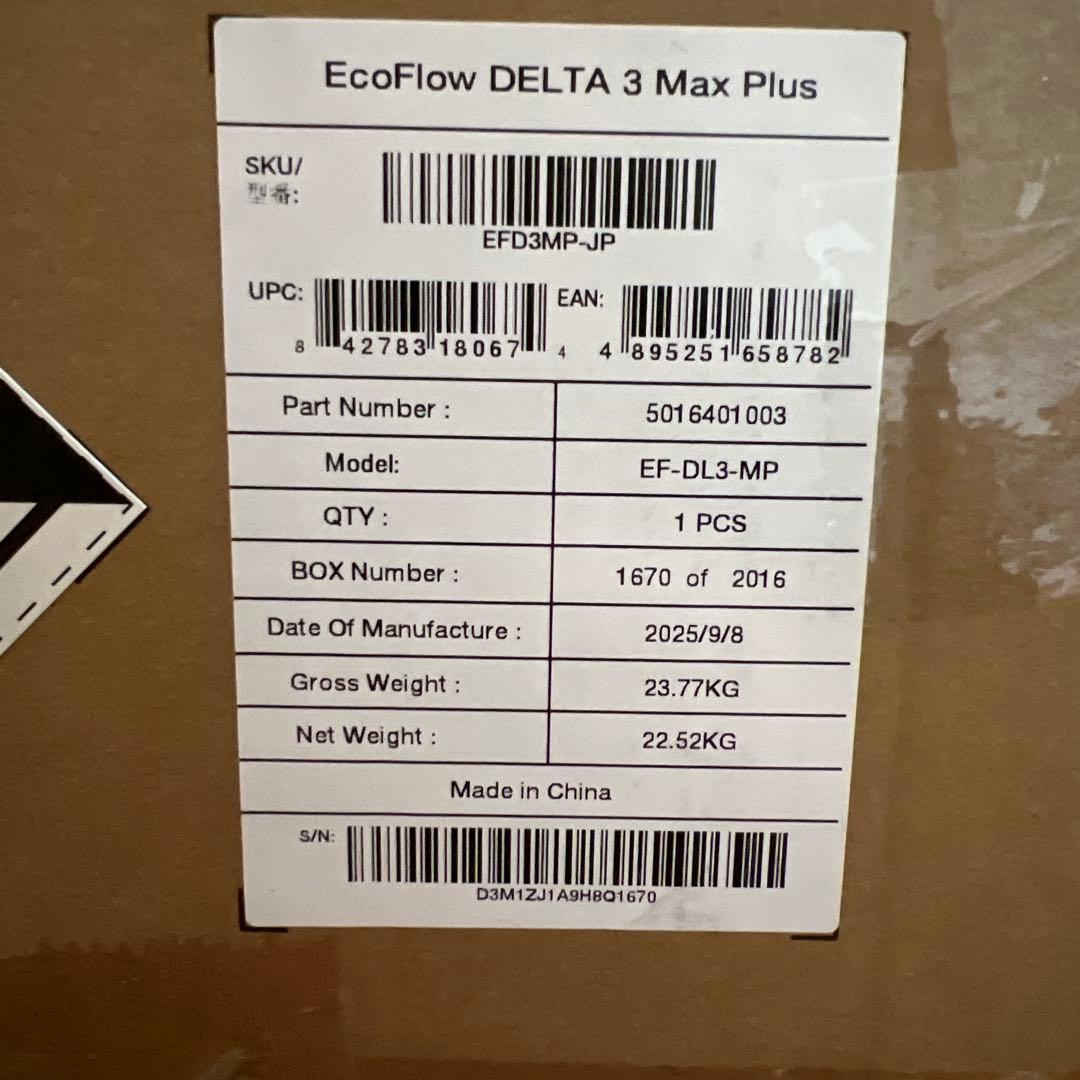 EcoFlow DELTA 3 Max Plus
SKU/
型番:
EFD3MP-JP
UPC:
8 42783 18067 4
EAN:
4 895251 658782
Part Number : 5016401003
Model: EF-DL3-MP
QTY : 1 PCS
BOX Number : 1670 of 2016
Date Of Manufacture : 2025/9/8
Gross Weight : 23.77KG
Net Weight : 22.52KG
Made in China
S/N:
D3M1ZJ1A9H8Q1670